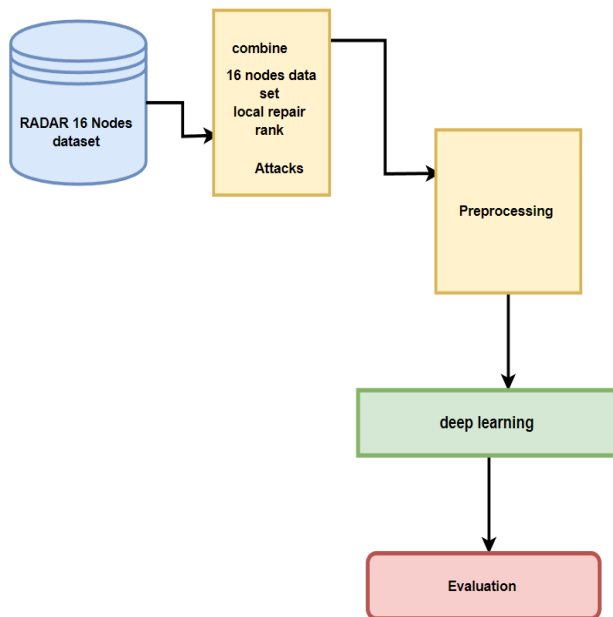 RADAR 16 Nodes
dataset
combine
16 nodes data
set
local repair
rank
Attacks
Preprocessing
deep learning
Evaluation